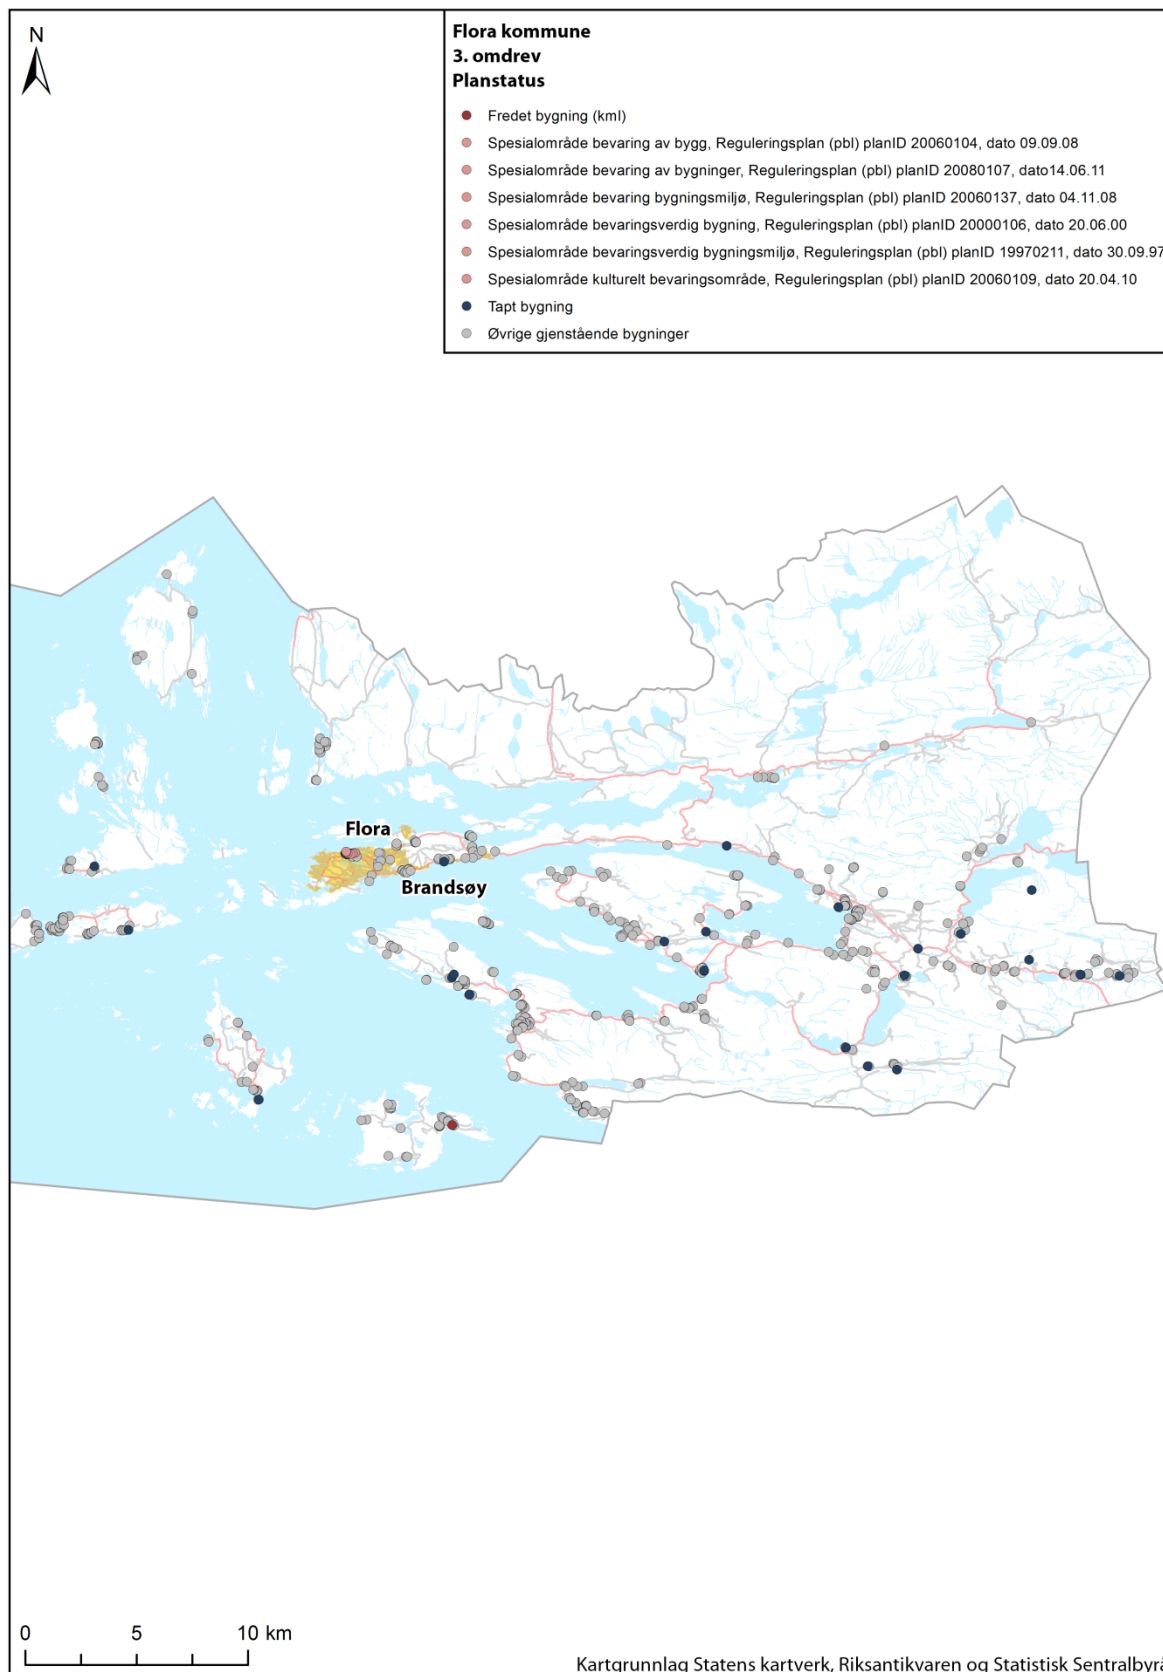 N
Flora kommune
3. omdrev
Planstatus
Fredet bygning (kml)
Spesialområde bevaring av bygg, Reguleringsplan (pbl) planID 20060104, dato 09.09.08
Spesialområde bevaring av bygninger, Reguleringsplan (pbl) planID 20080107, dato14.06.11
Spesialområde bevaring bygningsmiljø, Reguleringsplan (pbl) planID 20060137, dato 04.11.08
Spesialområde bevaringsverdig bygning, Reguleringsplan (pbl) planID 20000106, dato 20.06.00
Spesialområde bevaringsverdig bygningsmiljø, Reguleringsplan (pbl) planID 19970211, dato 30.09.97
Spesialområde kulturelt bevaringsområde, Reguleringsplan (pbl) planID 20060109, dato 20.04.10
Tapt bygning
Øvrige gjenstående bygninger
Flora
Brandsøy
0 5 10 km
Kartgrunnlag Statens kartverk, Riksantikvaren og Statistisk Sentralbyrå